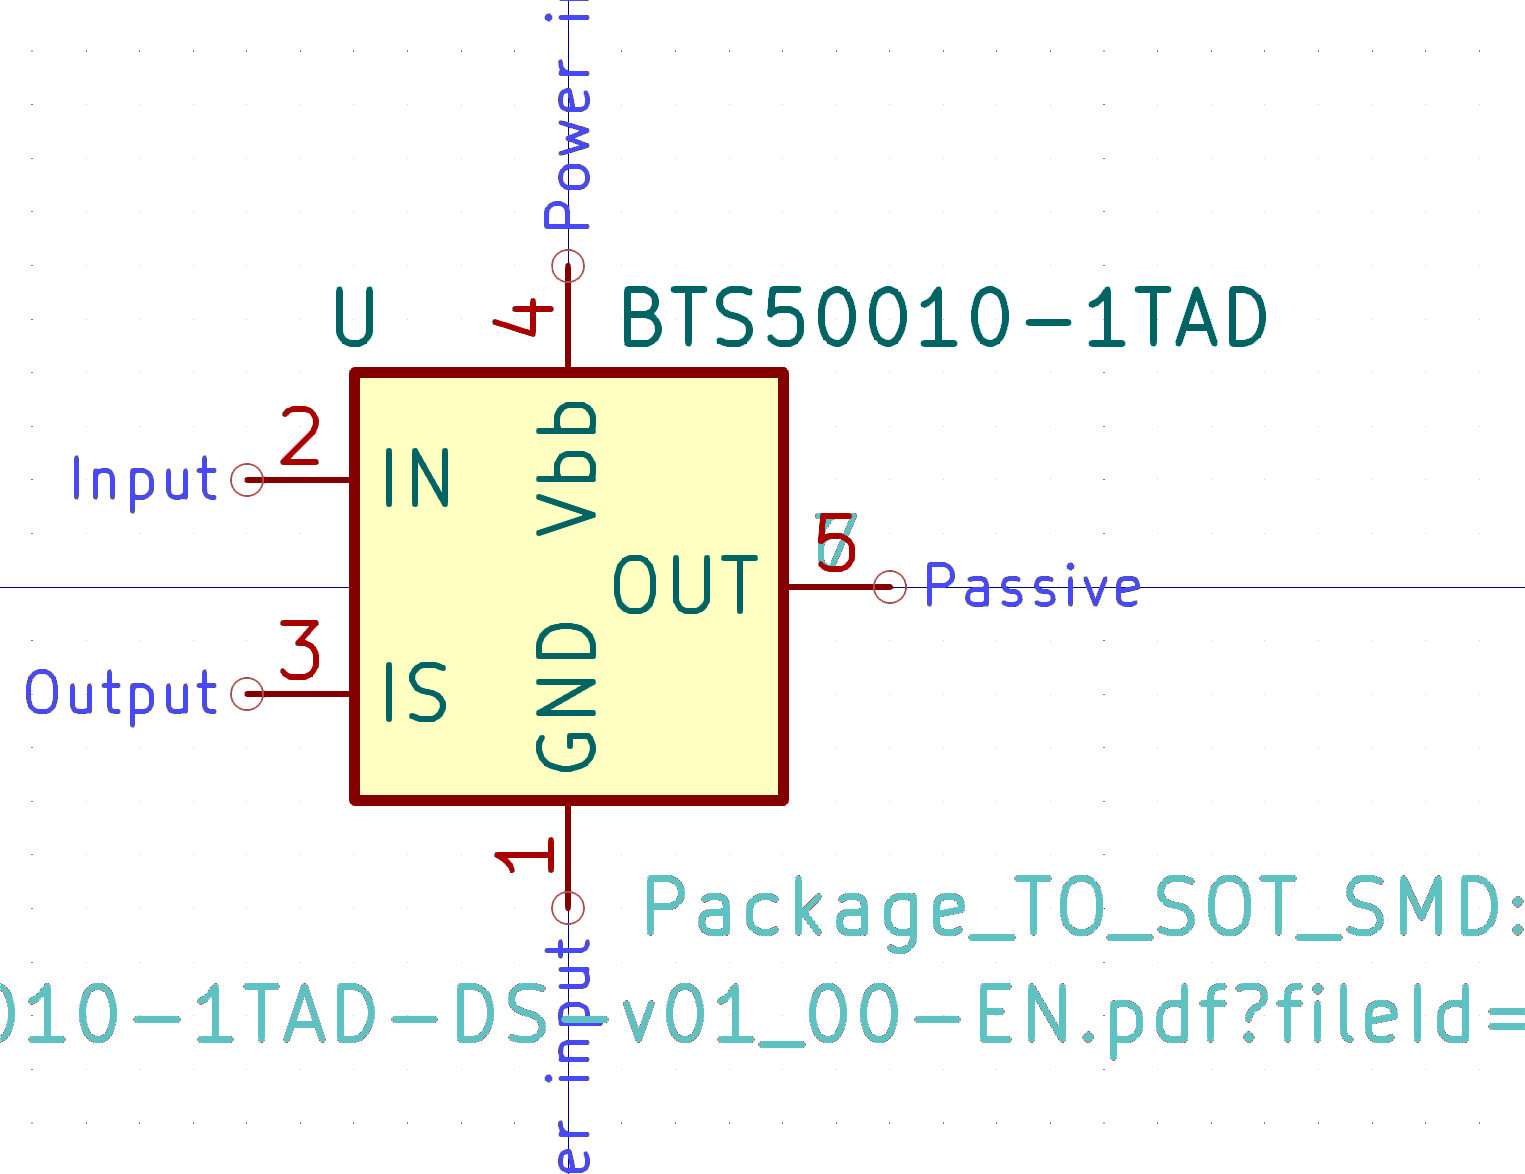 Power i
U
BTS50010-1TAD
4
2
Input
IN
Vbb
5
7
OUT
Passive
3
Output
IS
GND
1
Package_TO_SOT_SMD:
010-1TAD-DS-v01_00-EN.pdf?fileId=
er input